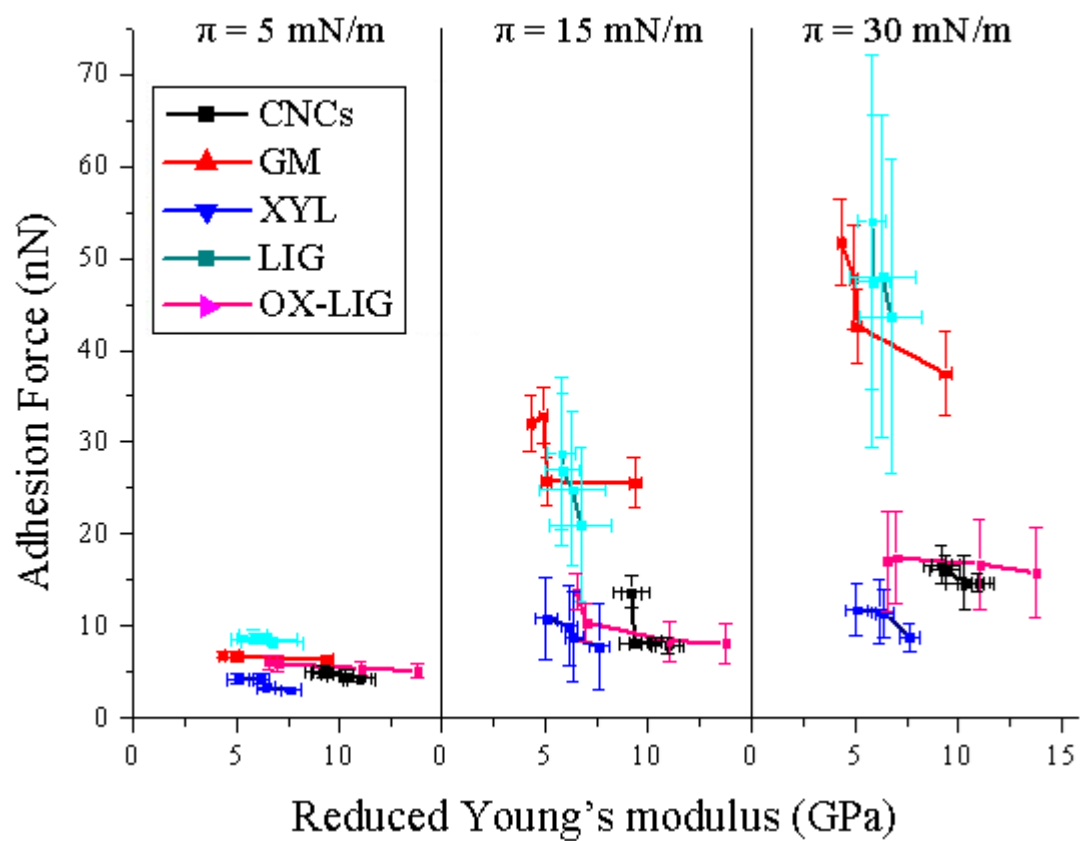 π = 5 mN/m π = 15 mN/m π = 30 mN/m
70
60
50
40
30
20
10
0
Adhesion Force (nN)
CNCs
GM
XYL
LIG
OX-LIG
0 5 10 0 5 10 0 5 10 15
Reduced Young's modulus (GPa)